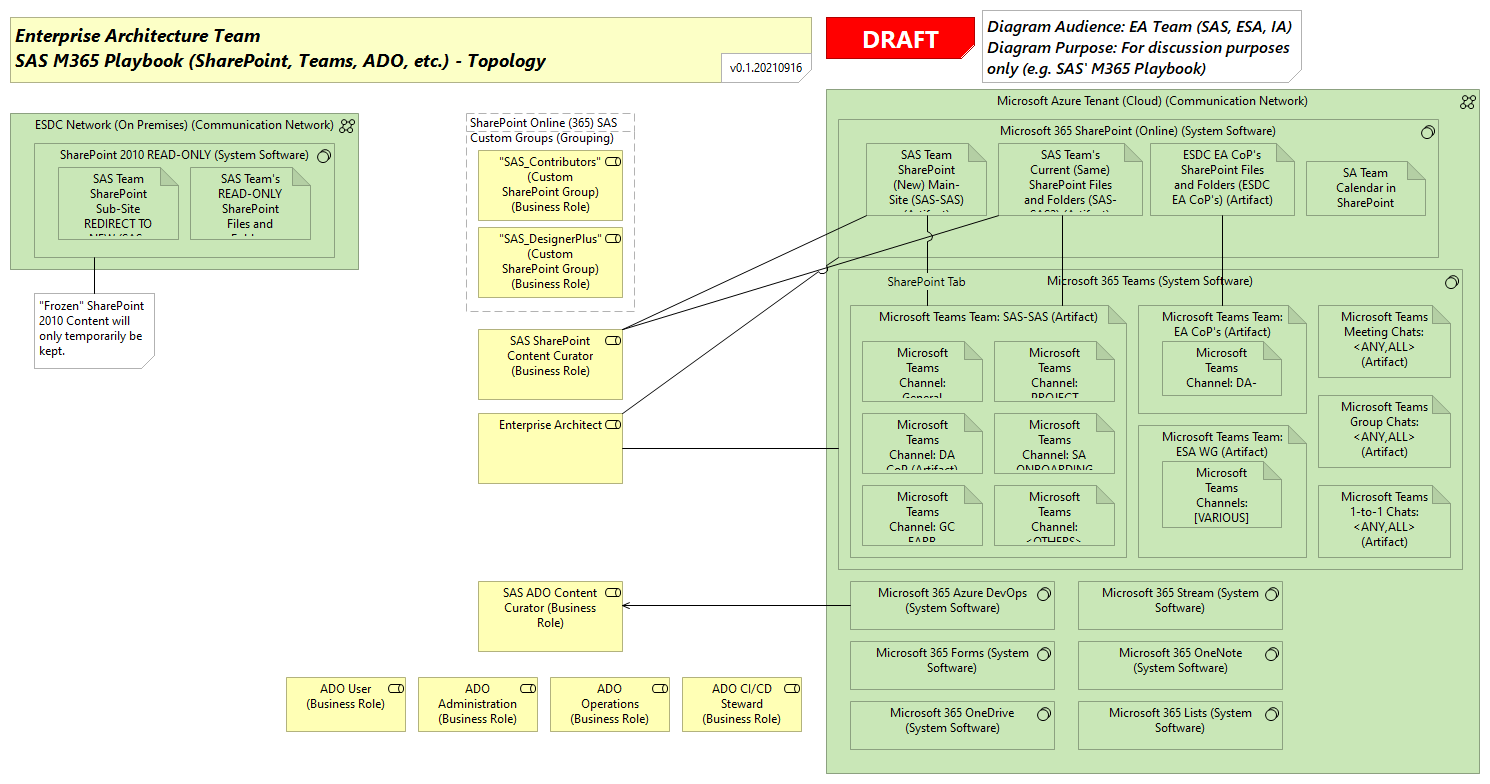 Enterprise Architecture Team
SAS M365 Playbook (SharePoint, Teams, ADO, etc.) - Topology
v0.1.20210916
DRAFT
Diagram Audience: EA Team (SAS, ESA, IA)
Diagram Purpose: For discussion purposes
only (e.g. SAS' M365 Playbook)
ESDC Network (On Premises) (Communication Network)
SharePoint 2010 READ-ONLY (System Software)
SAS Team
SharePoint
Sub-Site
REDIRECT TO
NEW (SAS-
SAS Team's
READ-ONLY
SharePoint
Files and
Folders
"Frozen" SharePoint
2010 Content will
only temporarily be
kept.
SharePoint Online (365) SAS
Custom Groups (Grouping)
"SAS_Contributors"
(Custom
SharePoint Group)
(Business Role)
"SAS_DesignerPlus"
(Custom
SharePoint Group)
(Business Role)
SAS SharePoint
Content Curator
(Business Role)
Enterprise Architect
SAS ADO Content
Curator (Business
Role)
ADO User
(Business Role)
ADO
Administration
(Business Role)
ADO
Operations
(Business Role)
ADO CI/CD
Steward
(Business Role)
Microsoft Azure Tenant (Cloud) (Communication Network)
Microsoft 365 SharePoint (Online) (System Software)
SAS Team
SharePoint
(New) Main-
Site (SAS-SAS)
(Artifact)
SAS Team's
Current (Same)
SharePoint Files
and Folders (SAS-
SAS2) (Artifact)
ESDC EA CoP's
SharePoint Files
and Folders (ESDC
EA CoP's) (Artifact)
SA Team
Calendar in
SharePoint
SharePoint Tab
Microsoft 365 Teams (System Software)
Microsoft Teams Team: SAS-SAS (Artifact)
Microsoft
Teams
Channel:
General
Microsoft
Teams
Channel:
PROJECT
Microsoft
Teams
Channel: DA
CoP (Artifact)
Microsoft
Teams
Channel: SA
ONBOARDING
Microsoft
Teams
Channel: GC
EARB
Microsoft
Teams
Channel:
<OTHERS>
Microsoft Teams Team:
EA CoP's (Artifact)
Microsoft
Teams
Channel: DA-
Microsoft Teams Team:
ESA WG (Artifact)
Microsoft
Teams
Channels:
[VARIOUS]
Microsoft Teams
Meeting Chats:
<ANY,ALL>
(Artifact)
Microsoft Teams
Group Chats:
<ANY,ALL>
(Artifact)
Microsoft Teams
1-to-1 Chats:
<ANY,ALL>
(Artifact)
Microsoft 365 Azure DevOps
(System Software)
Microsoft 365 Stream (System
Software)
Microsoft 365 Forms (System
Software)
Microsoft 365 OneNote
(System Software)
Microsoft 365 OneDrive
(System Software)
Microsoft 365 Lists (System
Software)